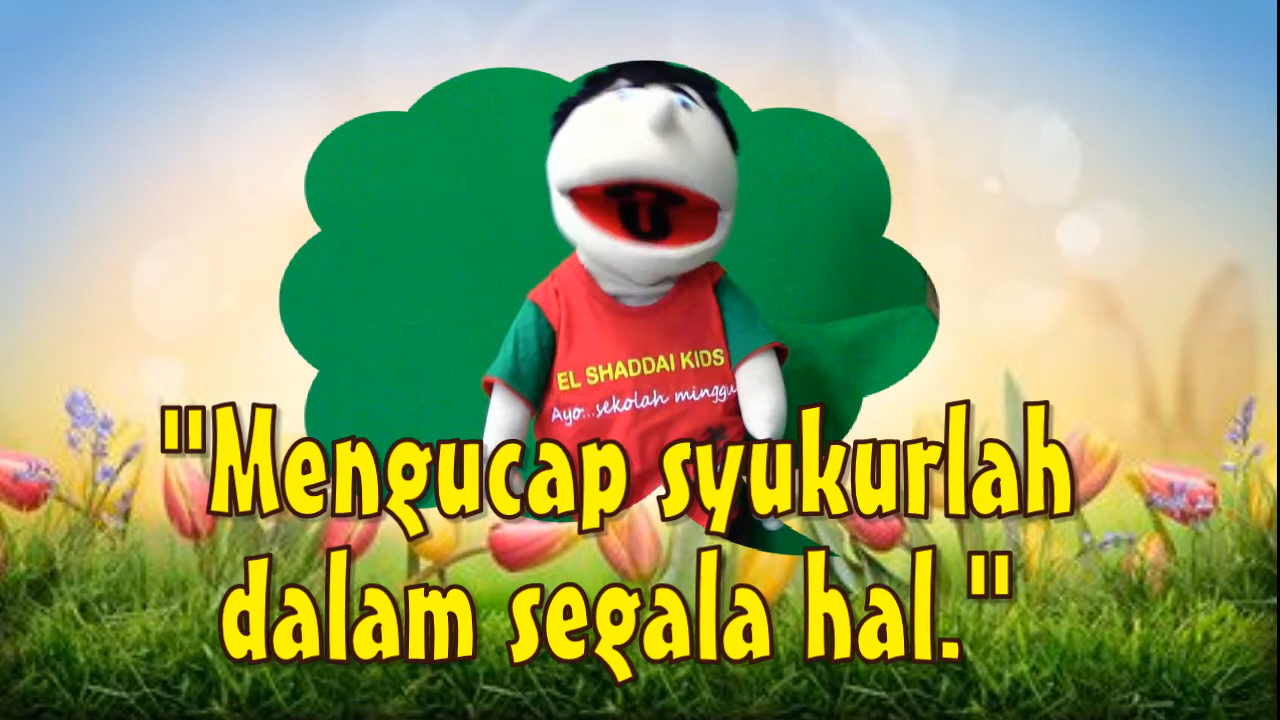 EL SHADDAI KIDS
Ayo...sekolah minggu
"Mengucap syukurlah
dalam segala hal."